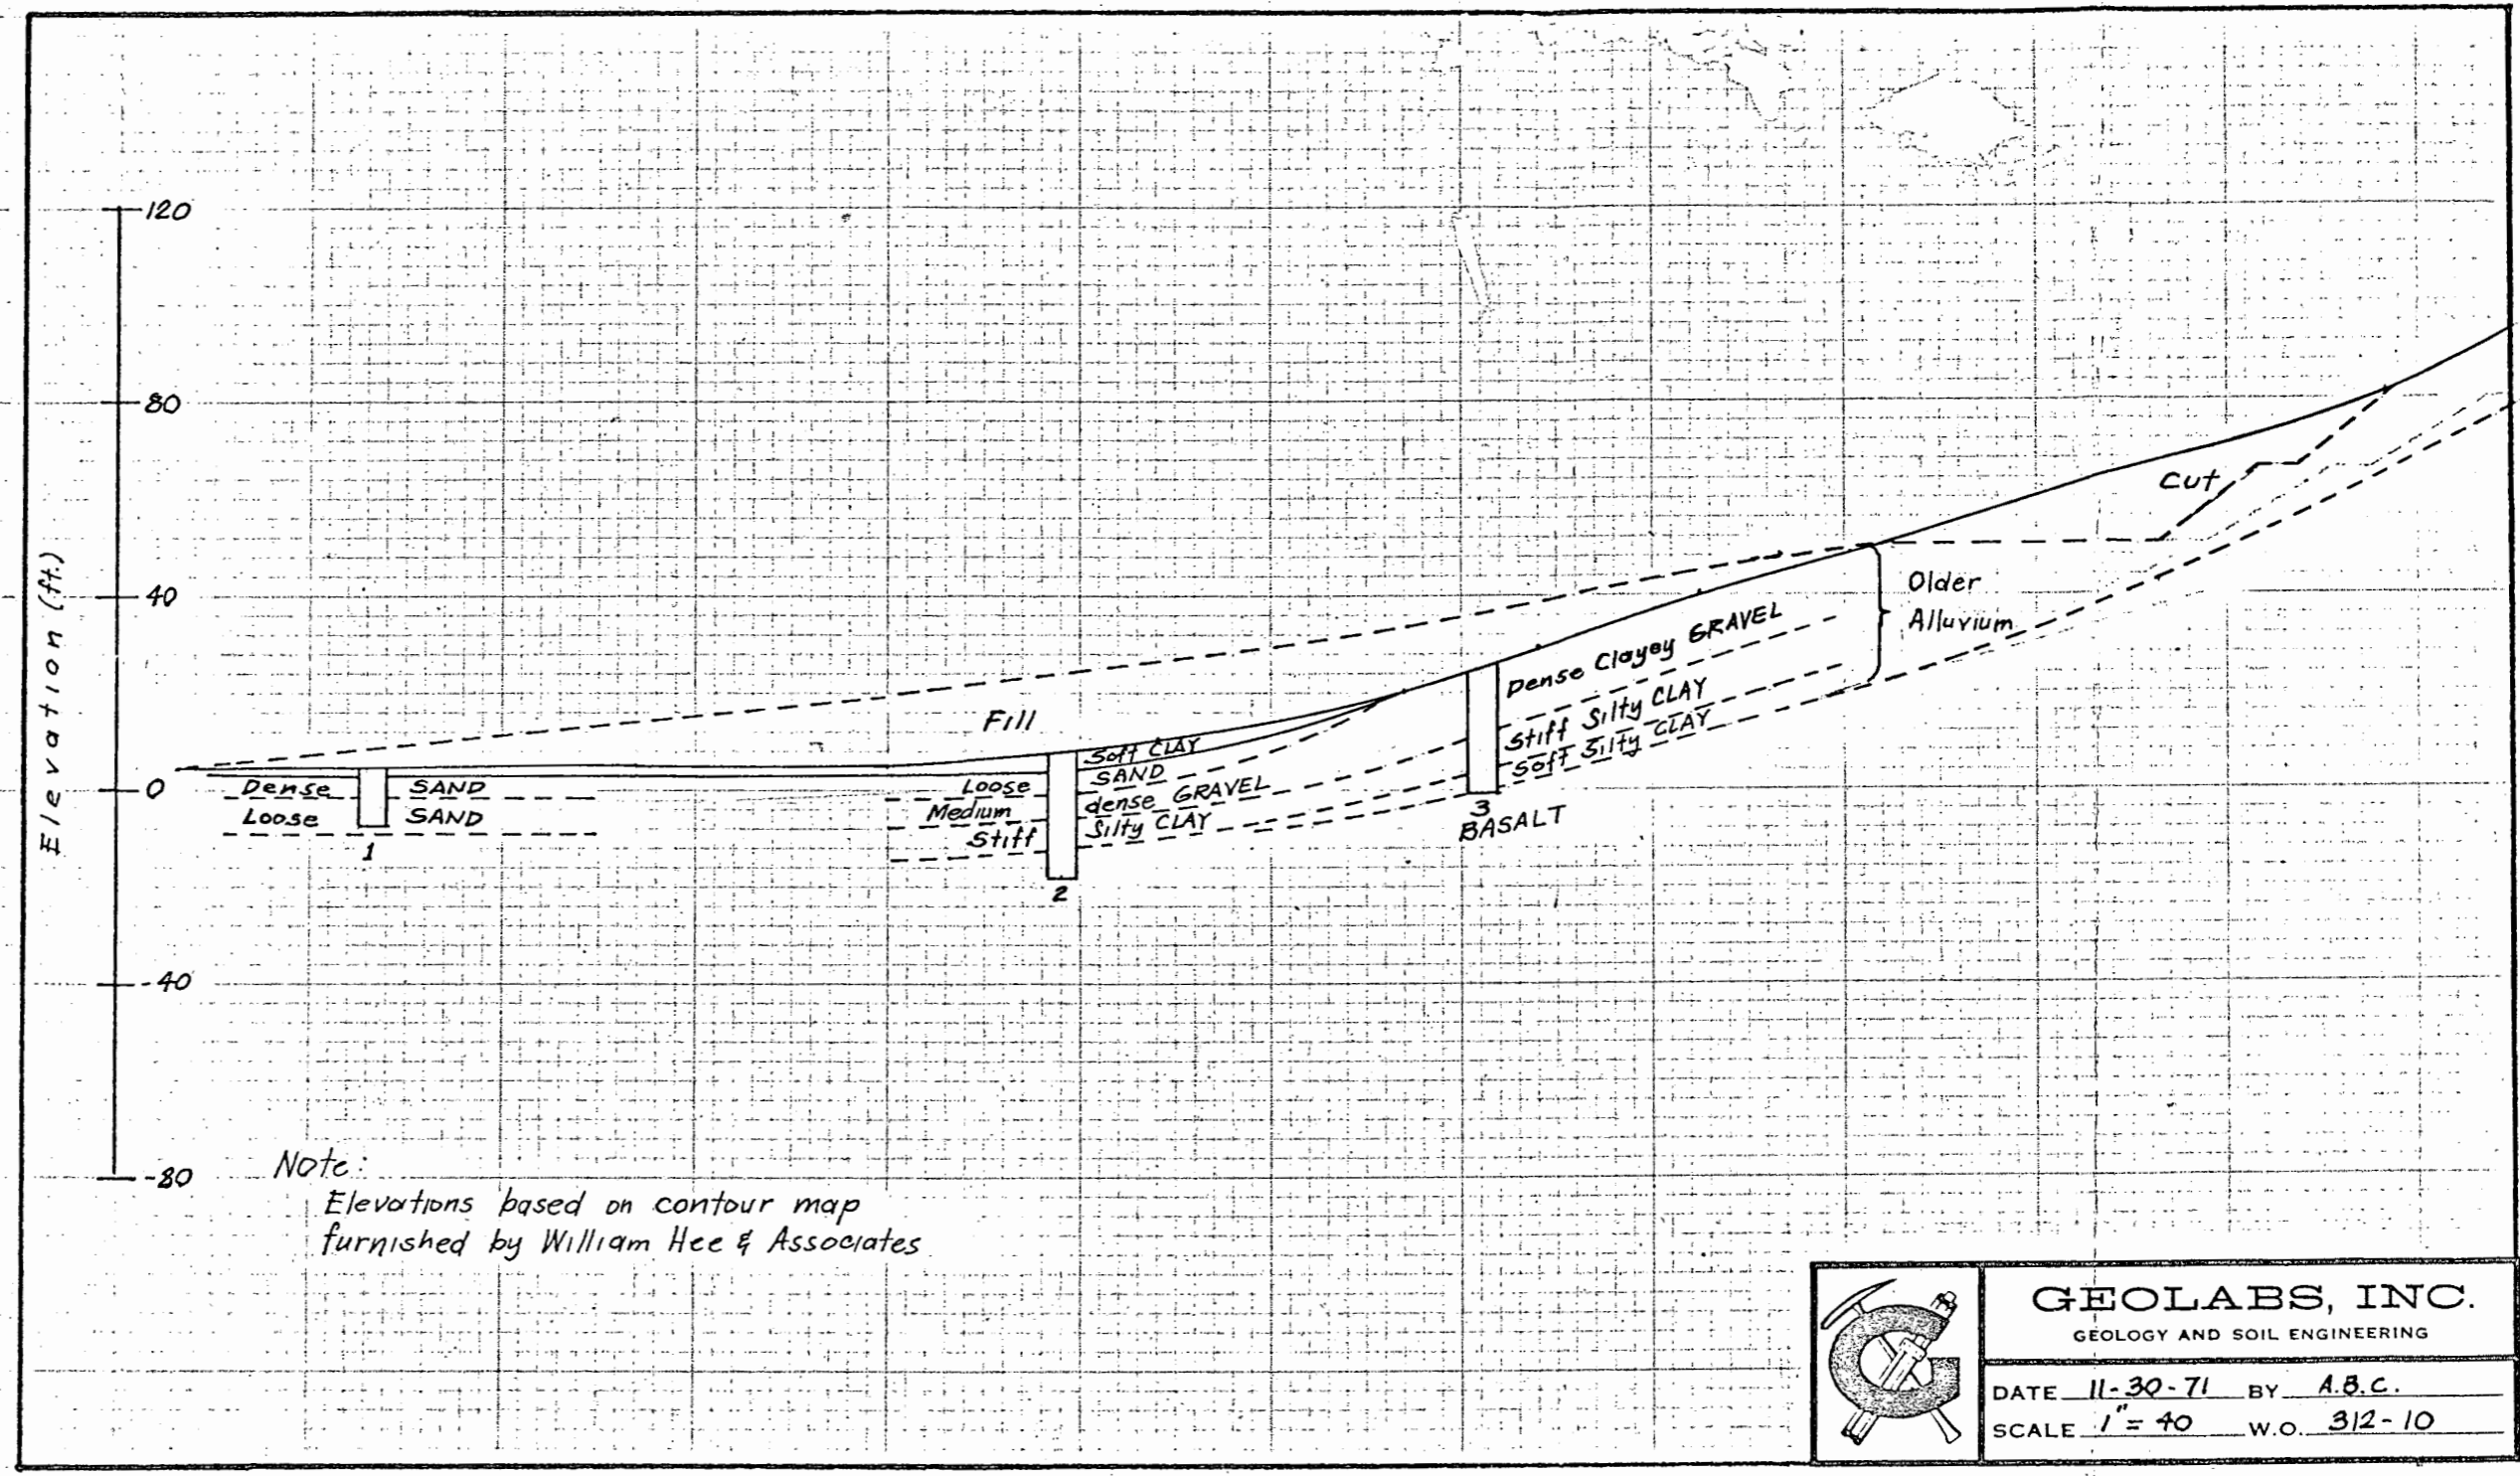 120
80
40
0
-40
-80
Elevation (ft.)
Cut
Older
Alluvium
Fill
Dense Clayey GRAVEL
Stiff Silty CLAY
Soft Silty CLAY
Soft CLAY
Loose SAND
Medium dense GRAVEL
Stiff Silty CLAY
Dense SAND
Loose SAND
1
2
3
BASALT
Note:
Elevations based on contour map
furnished by William Hee & Associates
GEOLABS, INC.
GEOLOGY AND SOIL ENGINEERING
DATE 11-30-71 BY A.B.C.
SCALE 1" = 40 W.O. 312-10